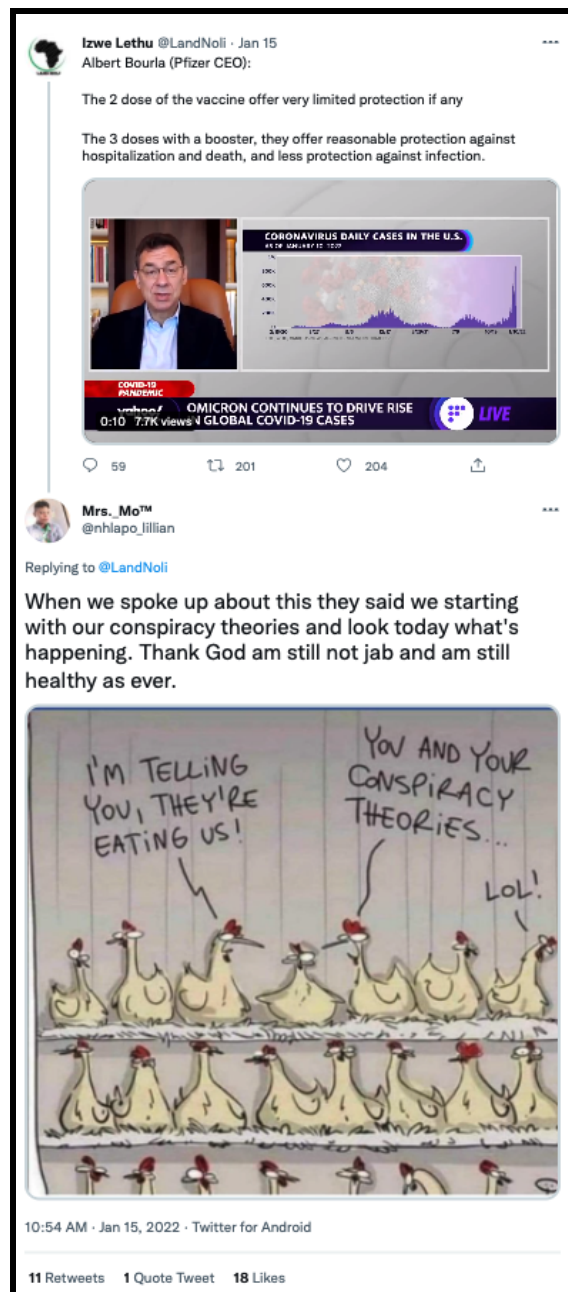 Izwe Lethu @LandNoli · Jan 15
Albert Bourla (Pfizer CEO):
The 2 dose of the vaccine offer very limited protection if any
The 3 doses with a booster, they offer reasonable protection against
hospitalization and death, and less protection against infection.
CORONAVIRUS DAILY CASES IN THE U.S.
AS OF JANUARY 10, 2022
COVID-19
PANDEMIC
OMICRON CONTINUES TO DRIVE RISE
N GLOBAL COVID-19 CASES
LIVE
0:10 7.7K views
59 201 204
Mrs._Mo™
@nhlapo_lillian
Replying to @LandNoli
When we spoke up about this they said we starting
with our conspiracy theories and look today what's
happening. Thank God am still not jab and am still
healthy as ever.
I'M TELLING
YOU, THEY'RE
EATING US!
YOU AND YOUR
CONSPIRACY
THEORIES...
LOL!
10:54 AM · Jan 15, 2022 · Twitter for Android
11 Retweets 1 Quote Tweet 18 Likes